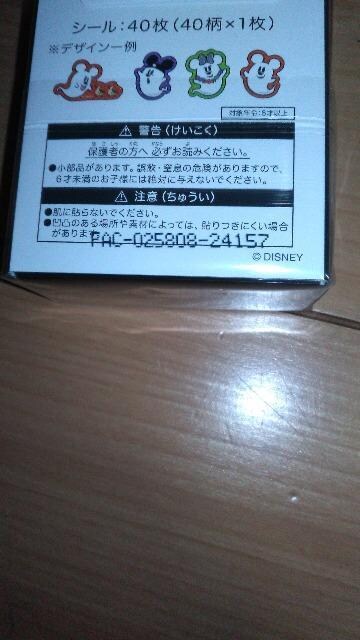 シール：40枚（40柄×1枚）
※デザイン一例
対象年令：6才以上
警告（けいこく）
保護者の方へ 必ずお読みください。
●小部品があります。誤飲・窒息の危険がありますので、
6才未満のお子様には絶対に与えないでください。
注意（ちゅうい）
●肌に貼らないでください。
●凹凸のある場所や素材によっては、貼りつきにくい場合
があります。
PAC-025808-24157
© DISNEY